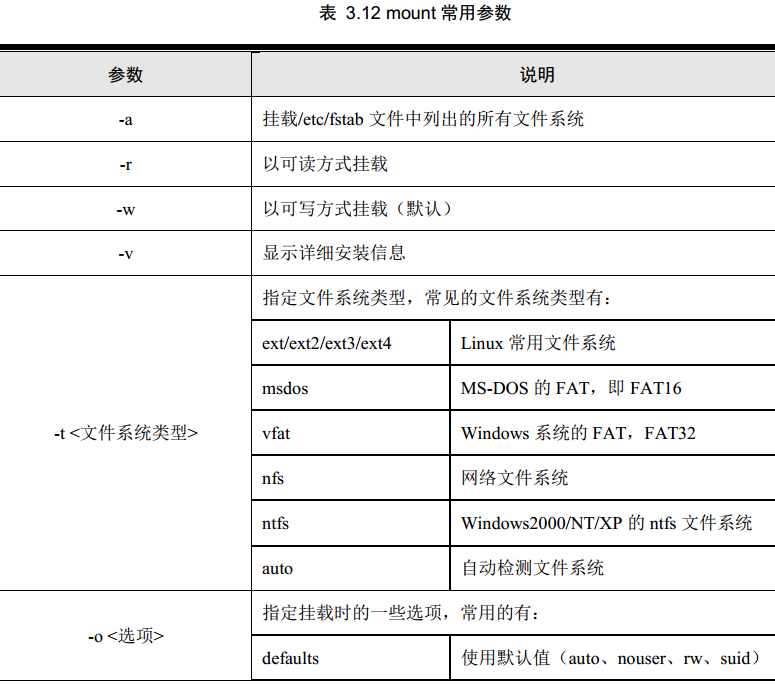 表 3.12 mount 常用参数
参数 说明
-a 挂载/etc/fstab 文件中列出的所有文件系统
-r 以可读方式挂载
-w 以可写方式挂载（默认）
-v 显示详细安装信息
指定文件系统类型，常见的文件系统类型有：
ext/ext2/ext3/ext4 Linux 常用文件系统
msdos MS-DOS 的 FAT，即 FAT16
-t <文件系统类型> vfat Windows 系统的 FAT，FAT32
nfs 网络文件系统
ntfs Windows2000/NT/XP 的 ntfs 文件系统
auto 自动检测文件系统
指定挂载时的一些选项，常用的有：
-o <选项>
defaults 使用默认值（auto、nouser、rw、suid）